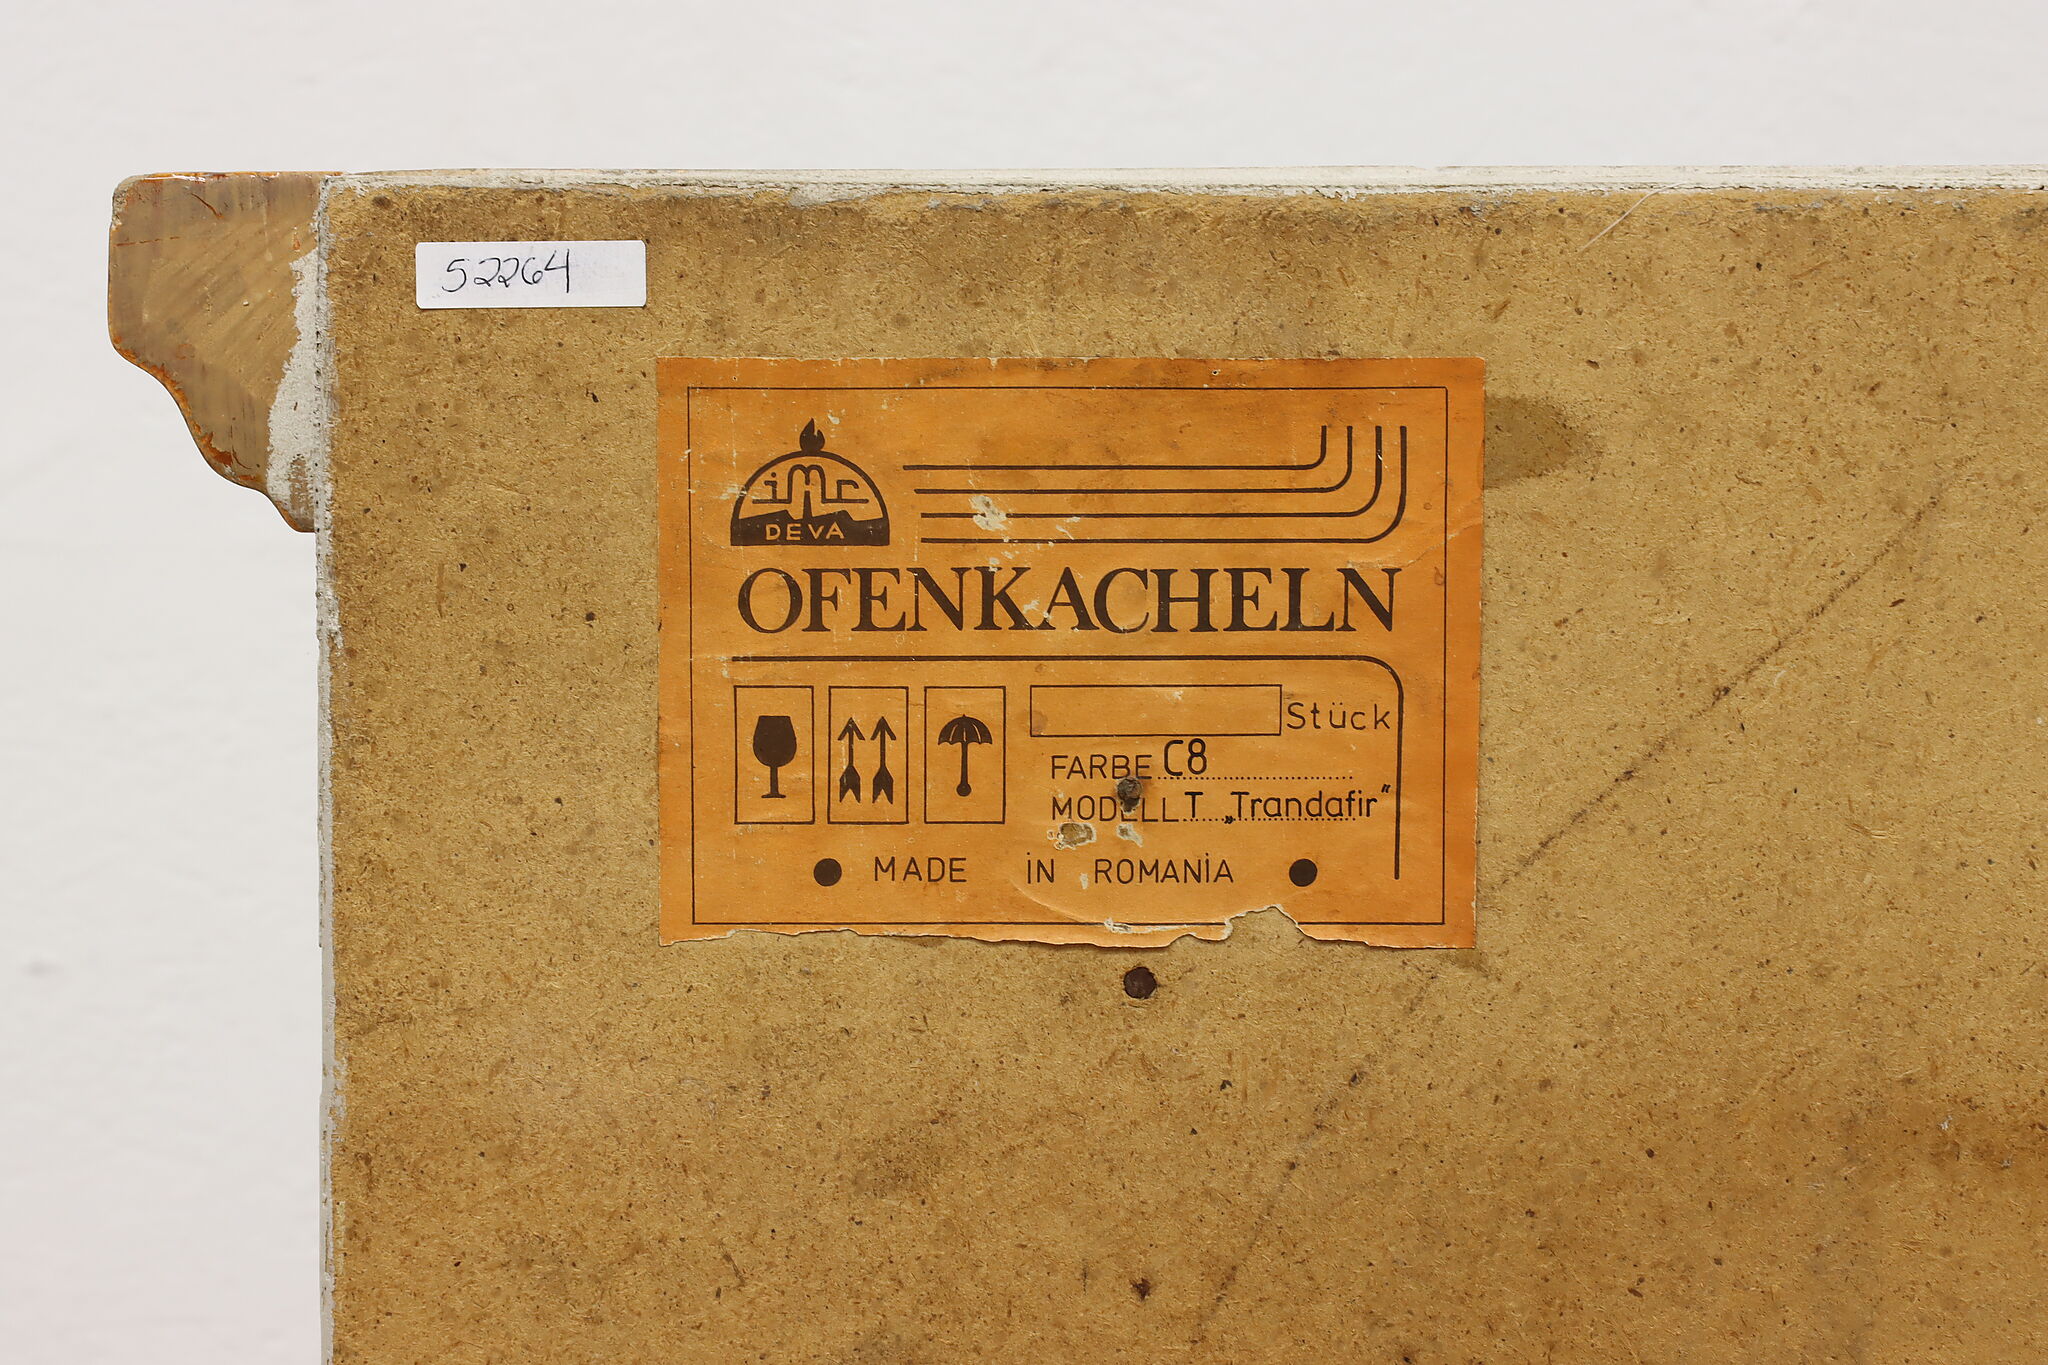 52264
imc
DEVA
OFENKACHELN
Stück
FARBE C8
MODELL T „Trandafir“
MADE iN ROMANiA